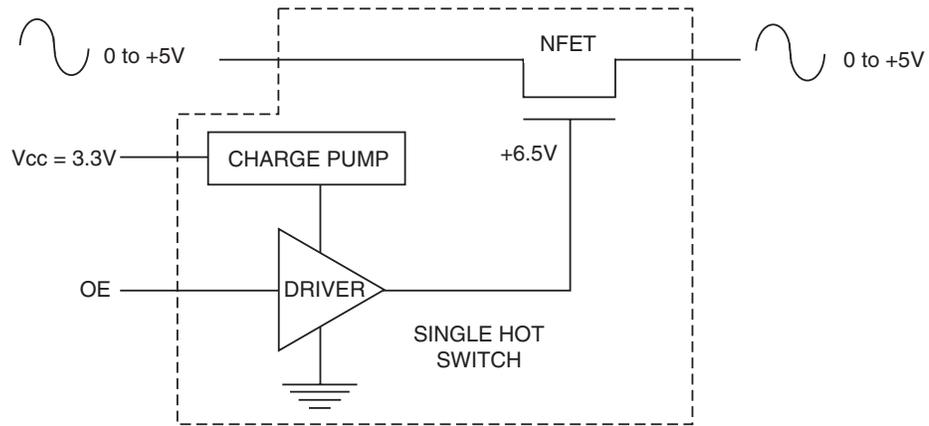 NFET
0 to +5V
0 to +5V
+6.5V
Vcc = 3.3V
CHARGE PUMP
OE
DRIVER
SINGLE HOT
SWITCH